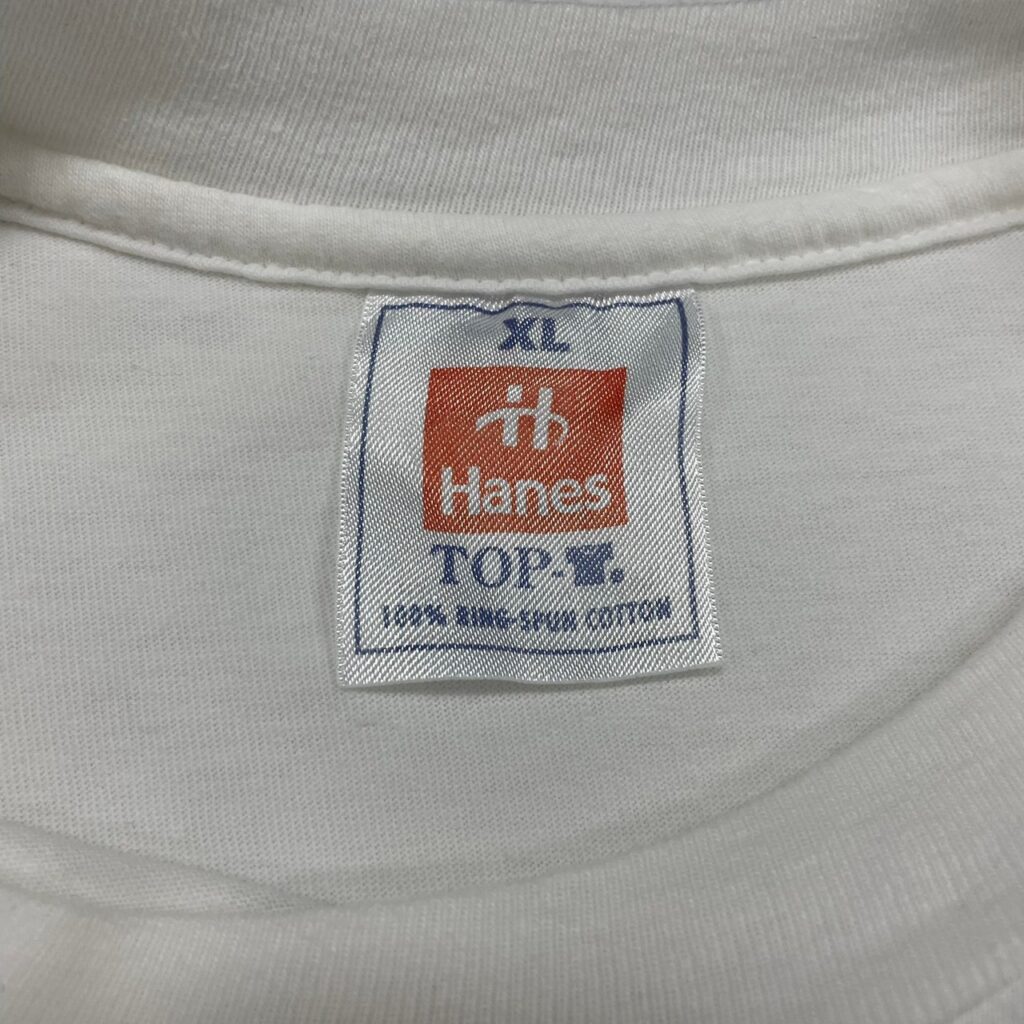 XL
H
Hanes
TOP-T.
100% RING-SPUN COTTON